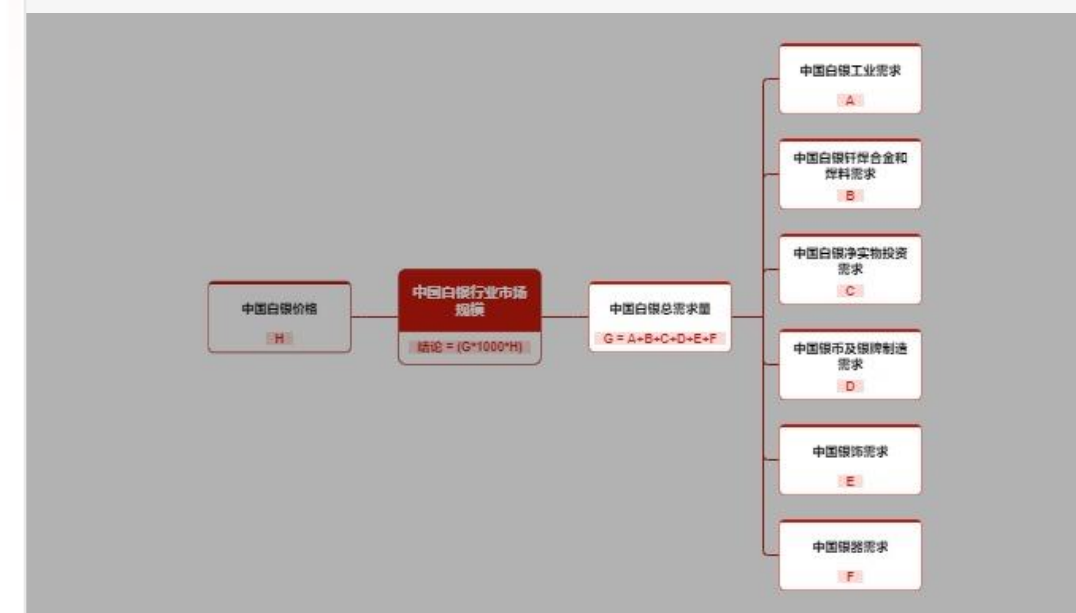 中国白银工业需求
A
中国白银钎焊合金和
焊料需求
B
中国白银净实物投资
需求
C
中国白银价格
H
中国白银行业市场
规模
结论 = (G*1000*H)
中国白银总需求量
G = A+B+C+D+E+F
中国银币及银牌制造
需求
D
中国银饰需求
E
中国银器需求
F